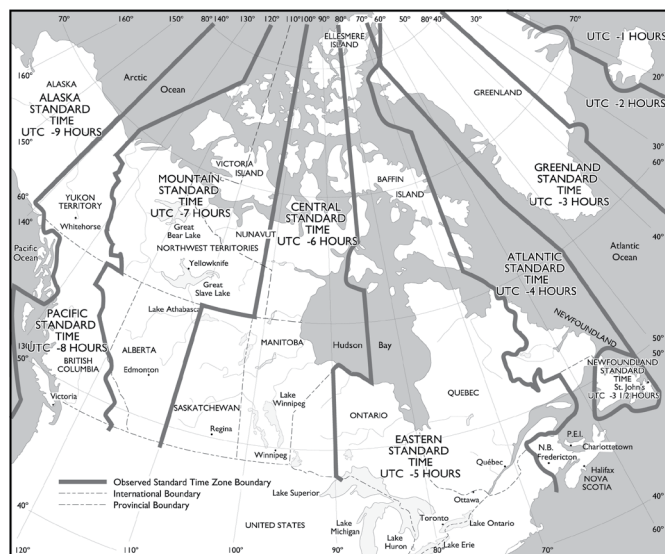 70° 80° 90° 100° 110° 120° 130° 140° 120° 110° 100° 90° 80° 70° 60° 80° 40° 30° 70°
ELLESMERE
ISLAND
UTC -1 HOURS
20°
160°
ALASKA
ALASKA
STANDARD
TIME
UTC -9 HOURS
Arctic
Ocean
GREENLAND
UTC -2 HOURS
150°
30°
60°
VICTORIA
ISLAND
BAFFIN
ISLAND
GREENLAND
STANDARD
TIME
UTC -3 HOURS
MOUNTAIN
STANDARD
TIME
UTC -7 HOURS
60°
140°
YUKON
TERRITORY
Whitehorse
Great
Bear Lake
NUNAVUT
CENTRAL
STANDARD
TIME
UTC -6 HOURS
40°
NORTHWEST TERRITORIES
Pacific
Ocean
Yellowknife
Great
Slave Lake
ATLANTIC
STANDARD
TIME
UTC -4 HOURS
Atlantic
Ocean
Lake Athabasca
PACIFIC
STANDARD
TIME
UTC -8 HOURS
NEWFOUNDLAND
50°
130°
50°
BRITISH
COLUMBIA
ALBERTA
Edmonton
MANITOBA
Hudson Bay
50°
50°
NEWFOUNDLAND
STANDARD
TIME
St. John's
UTC -3 1/2 HOURS
Victoria
SASKATCHEWAN
Regina
Lake
Winnipeg
Winnipeg
ONTARIO
QUEBEC
EASTERN
STANDARD
TIME
UTC -5 HOURS
Québec
P.E.I.
Charlottetown
N.B.
Fredericton
Halifax
NOVA
SCOTIA
Observed Standard Time Zone Boundary
International Boundary
Provincial Boundary
Lake Superior
Ottawa
40°
UNITED STATES
Lake
Michigan
Lake
Huron
Toronto
Lake Ontario
Lake Erie
60°
40°
120° 110° 100° 90° 80° 70°